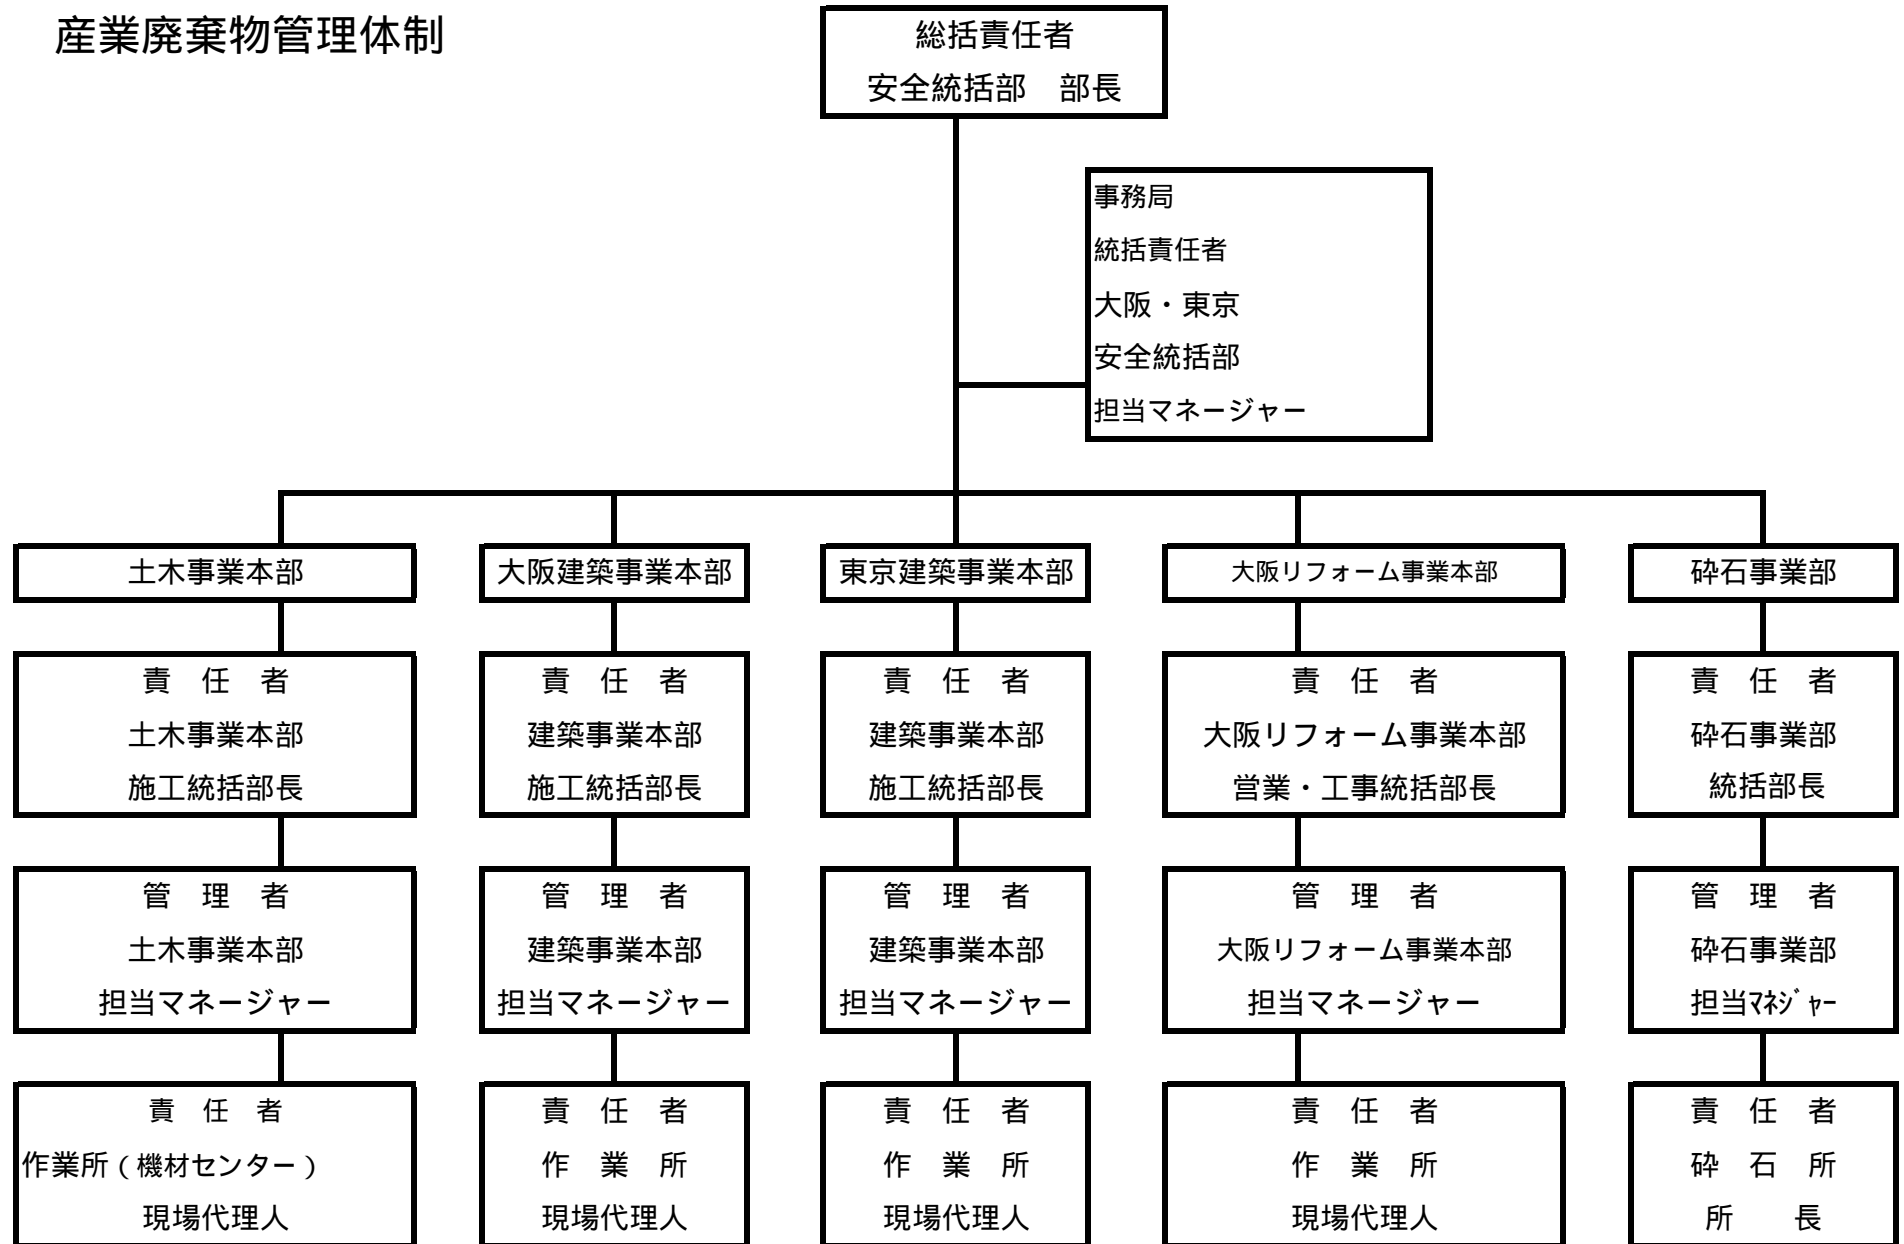 産業廃棄物管理体制
総括責任者
安全統括部　部長
事務局
統括責任者
大阪・東京
安全統括部
担当マネージャー
土木事業本部
大阪建築事業本部
東京建築事業本部
大阪リフォーム事業本部
砕石事業部
責　任　者
土木事業本部
施工統括部長
責　任　者
建築事業本部
施工統括部長
責　任　者
建築事業本部
施工統括部長
責　任　者
大阪リフォーム事業本部
営業・工事統括部長
責　任　者
砕石事業部
統括部長
管　理　者
土木事業本部
担当マネージャー
管　理　者
建築事業本部
担当マネージャー
管　理　者
建築事業本部
担当マネージャー
管　理　者
大阪リフォーム事業本部
担当マネージャー
管　理　者
砕石事業部
担当ﾏﾈｼﾞｬｰ
責　任　者
作業所（機材センター）
現場代理人
責　任　者
作　業　所
現場代理人
責　任　者
作　業　所
現場代理人
責　任　者
作　業　所
現場代理人
責　任　者
砕　石　所
所　　長